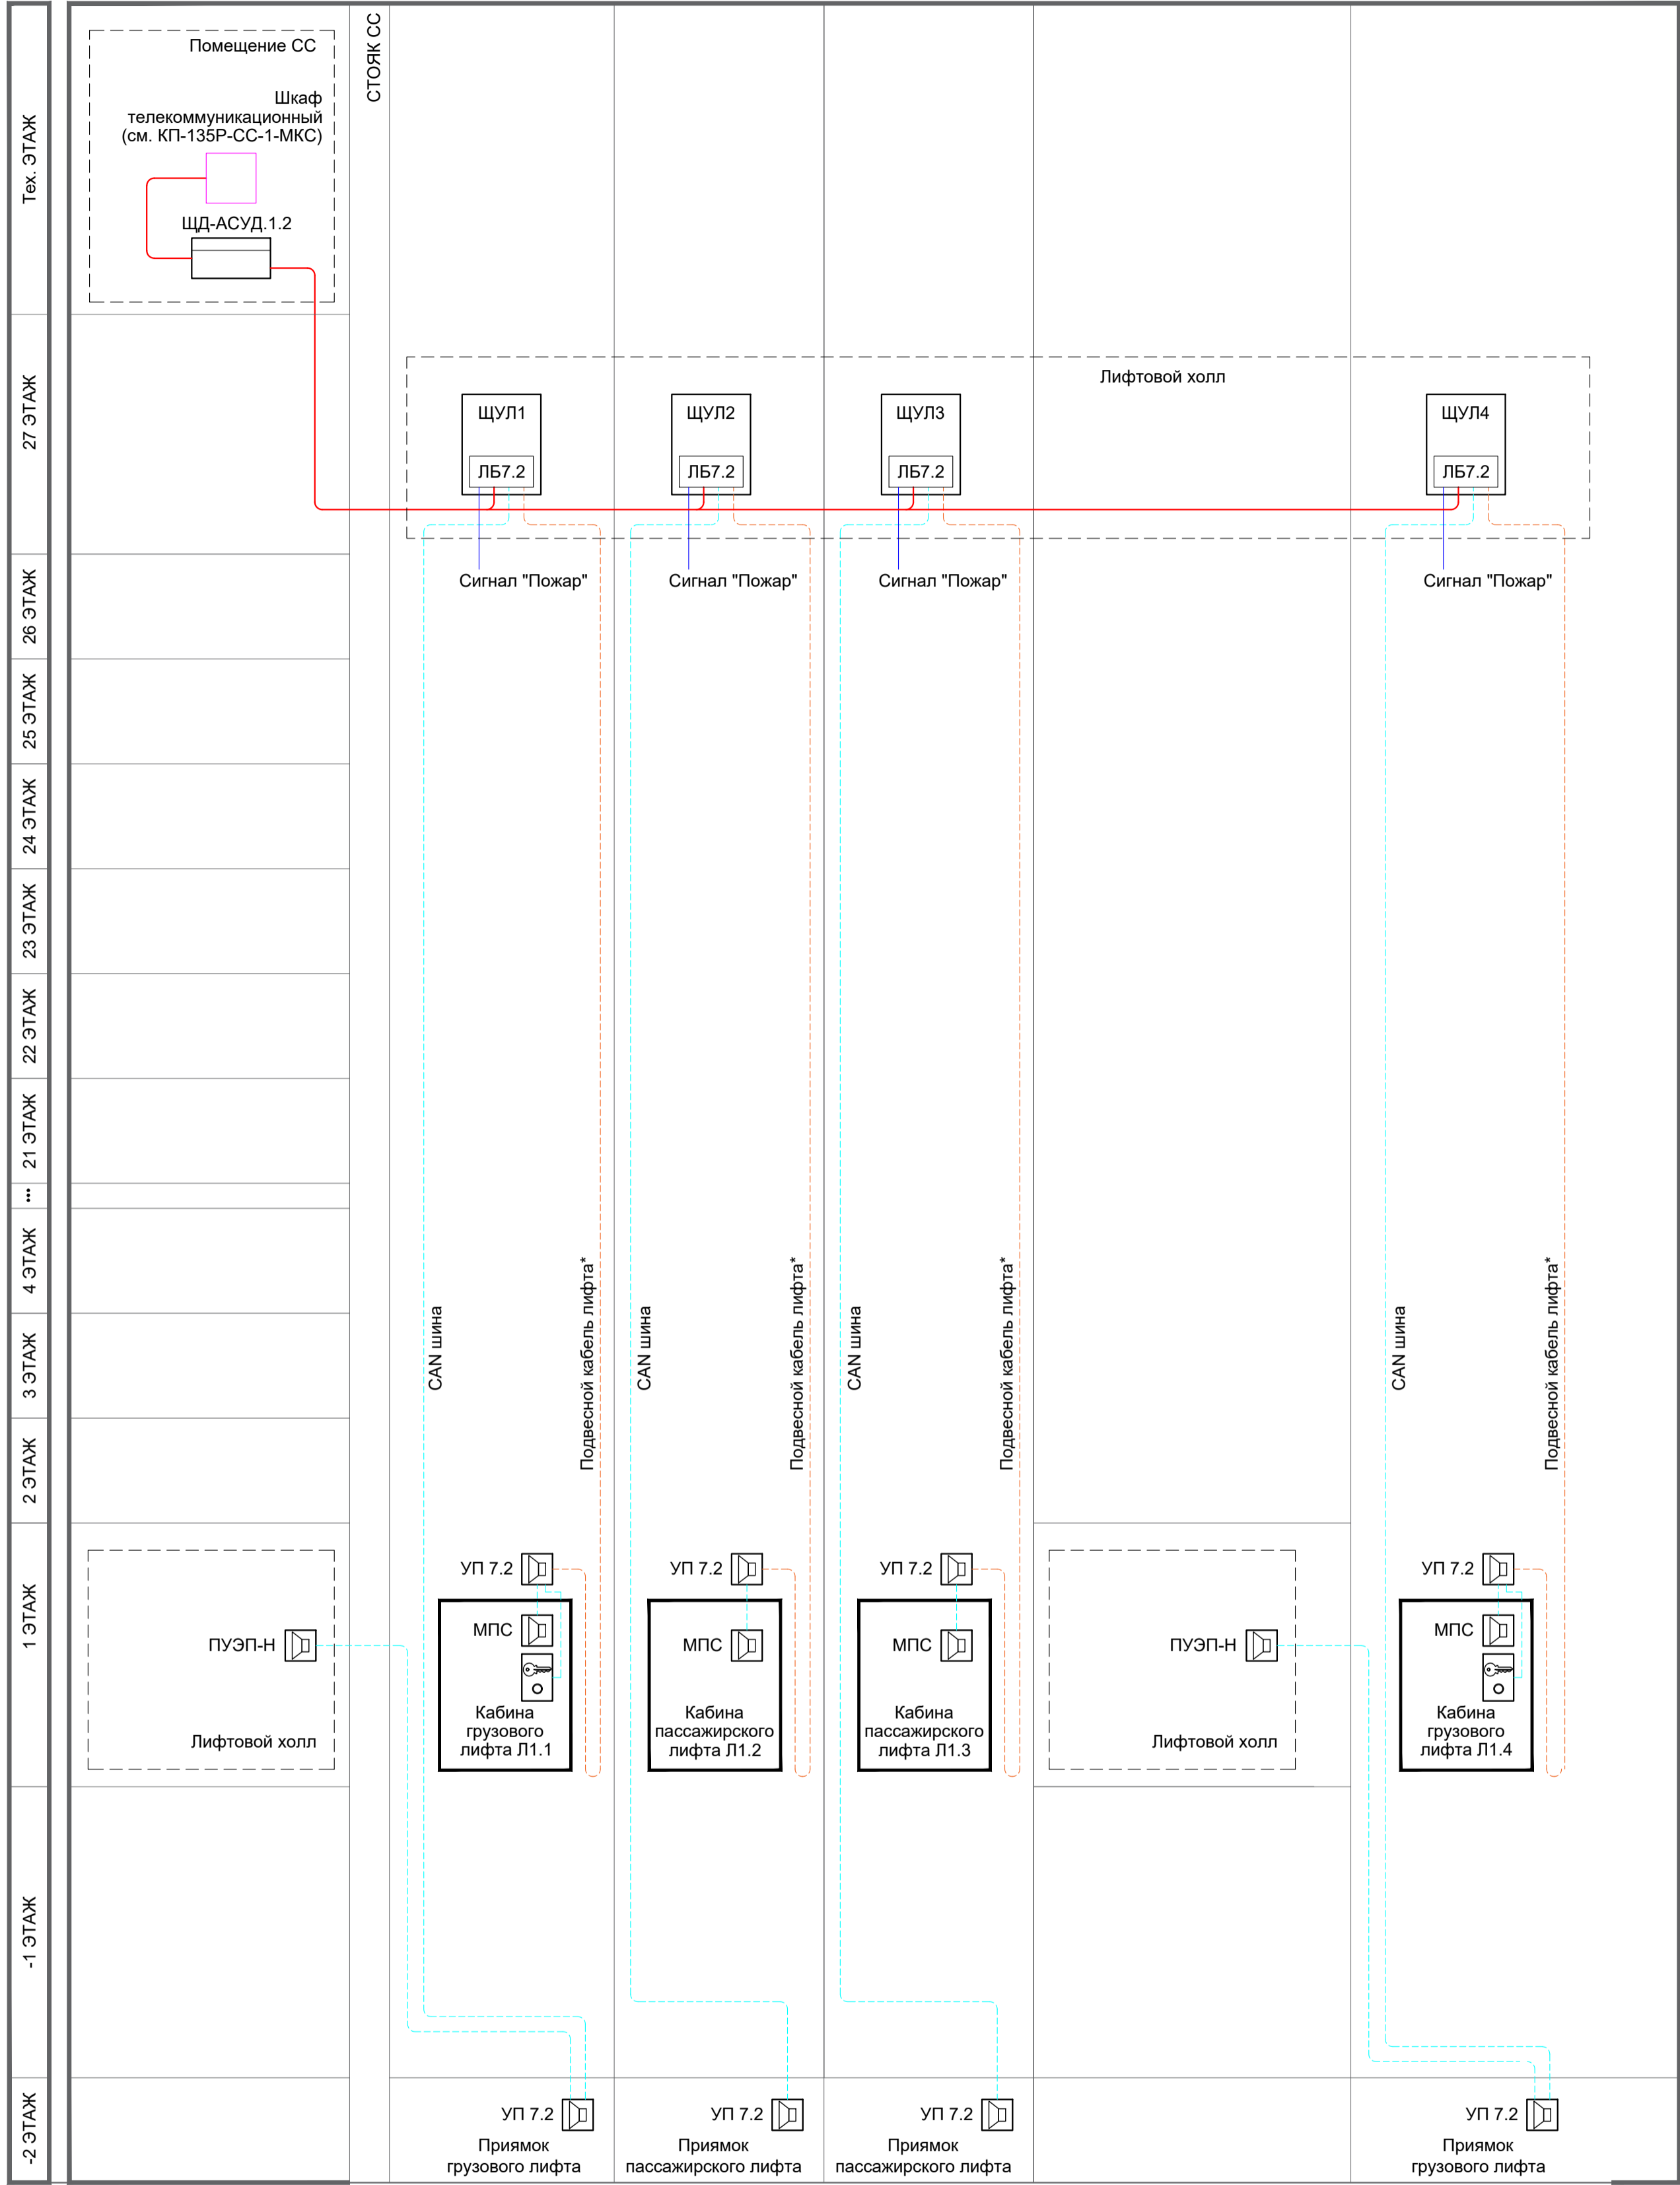 Тех. ЭТАЖ
Помещение СС
СТОЯК СС
Шкаф
телекоммуникационный
(см. КП-135Р-СС-1-МКС)
ЩД-АСУД.1.2
27 ЭТАЖ
Лифтовой холл
ЩУЛ1
ЛБ7.2
ЩУЛ2
ЛБ7.2
ЩУЛ3
ЛБ7.2
ЩУЛ4
ЛБ7.2
26 ЭТАЖ
Сигнал "Пожар"
Сигнал "Пожар"
Сигнал "Пожар"
Сигнал "Пожар"
25 ЭТАЖ
24 ЭТАЖ
23 ЭТАЖ
22 ЭТАЖ
21 ЭТАЖ
...
4 ЭТАЖ
3 ЭТАЖ
2 ЭТАЖ
CAN шина
Подвесной кабель лифта*
CAN шина
Подвесной кабель лифта*
CAN шина
Подвесной кабель лифта*
CAN шина
Подвесной кабель лифта*
1 ЭТАЖ
ПУЭП-Н
Лифтовой холл
УП 7.2
МПС
Кабина
грузового
лифта Л1.1
УП 7.2
МПС
Кабина
пассажирского
лифта Л1.2
УП 7.2
МПС
Кабина
пассажирского
лифта Л1.3
ПУЭП-Н
Лифтовой холл
УП 7.2
МПС
Кабина
грузового
лифта Л1.4
-1 ЭТАЖ
-2 ЭТАЖ
УП 7.2
Приямок
грузового лифта
УП 7.2
Приямок
пассажирского лифта
УП 7.2
Приямок
пассажирского лифта
УП 7.2
Приямок
грузового лифта